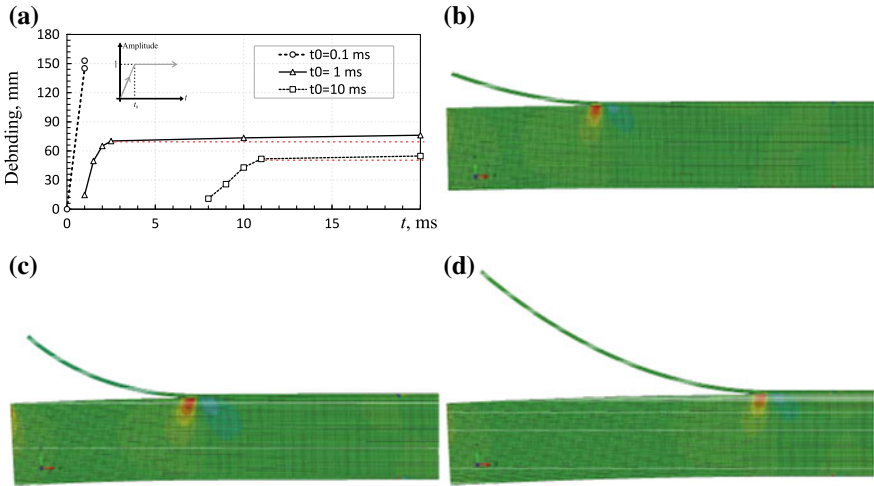 (a)
180
150
120
90
60
30
0
Debnding, mm
Amplitude
1
t₀
t
t0=0.1 ms
t0= 1 ms
t0=10 ms
0
5
10
15
20
t, ms
(b)
(c)
(d)